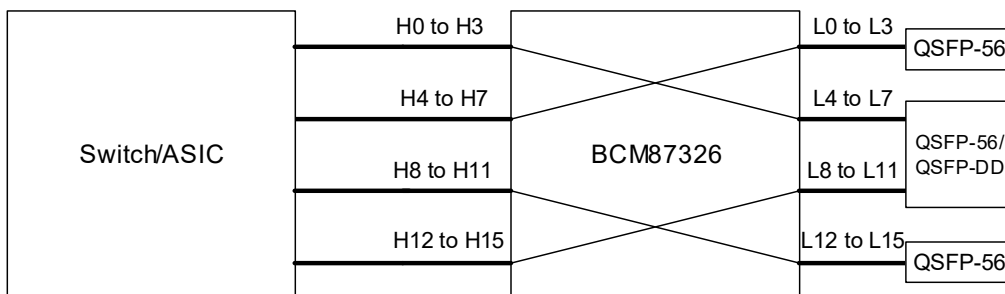 H0 to H3
L0 to L3
QSFP-56
H4 to H7
L4 to L7
Switch/ASIC
BCM87326
QSFP-56/
QSFP-DD
H8 to H11
L8 to L11
H12 to H15
L12 to L15
QSFP-56